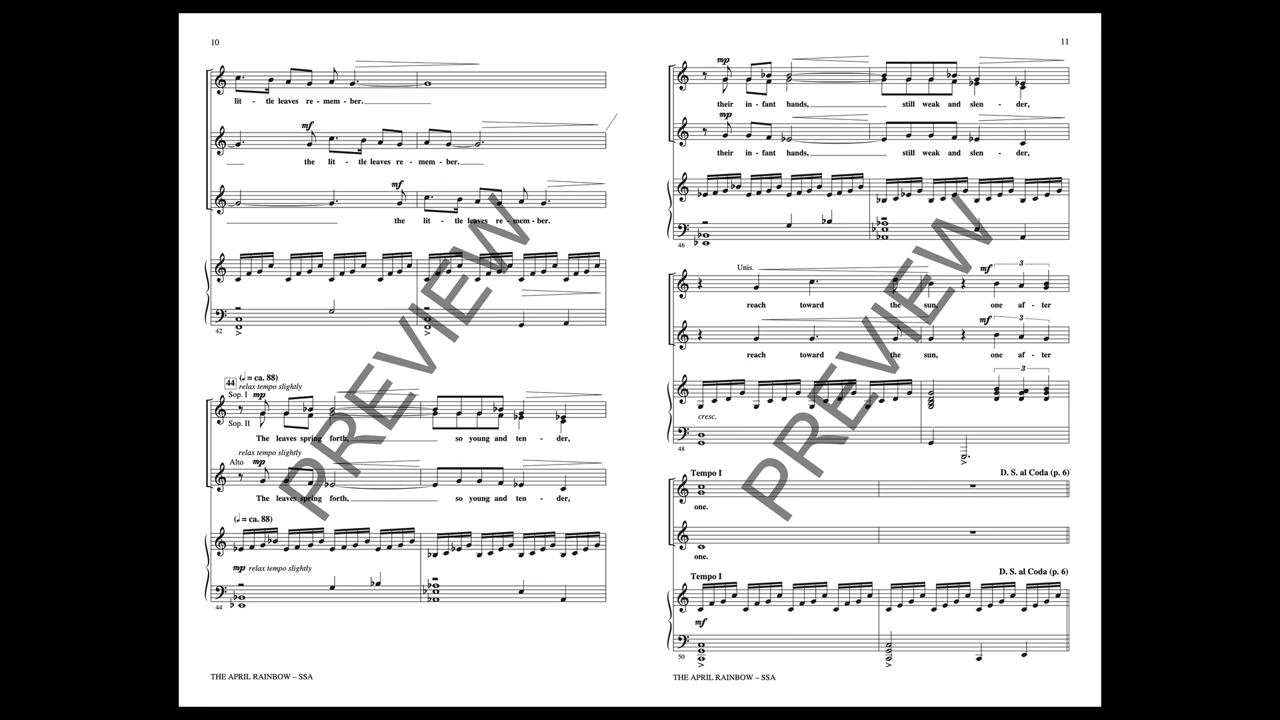 10
lit - tle leaves re - mem - ber.
mf
the lit - tle leaves re - mem - ber.
mf
the lit - tle leaves re - mem - ber.
42
44 (♩ = ca. 88)
relax tempo slightly
Sop. I mp
Sop. II
The leaves spring forth, so young and ten - der,
relax tempo slightly
Alto mp
The leaves spring forth, so young and ten - der,
(♩ = ca. 88)
mp relax tempo slightly
44
THE APRIL RAINBOW – SSA
PREVIEW
11
mp
their in - fant hands, still weak and slen - der,
mp
their in - fant hands, still weak and slen - der,
46
Unis. mf 3
reach toward the sun, one af - ter
mf 3
reach toward the sun, one af - ter
3
cresc.
48
Tempo I D. S. al Coda (p. 6)
one.
one.
Tempo I D. S. al Coda (p. 6)
mf
50
THE APRIL RAINBOW – SSA
PREVIEW